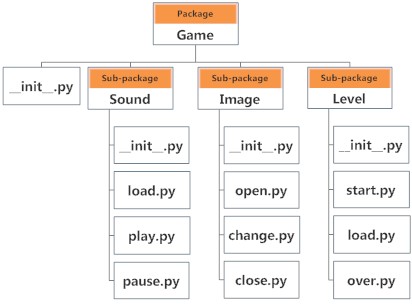 Package
Game
__init__.py
Sub-package
Sound
Sub-package
Image
Sub-package
Level
__init__.py
load.py
play.py
pause.py
__init__.py
open.py
change.py
close.py
__init__.py
start.py
load.py
over.py